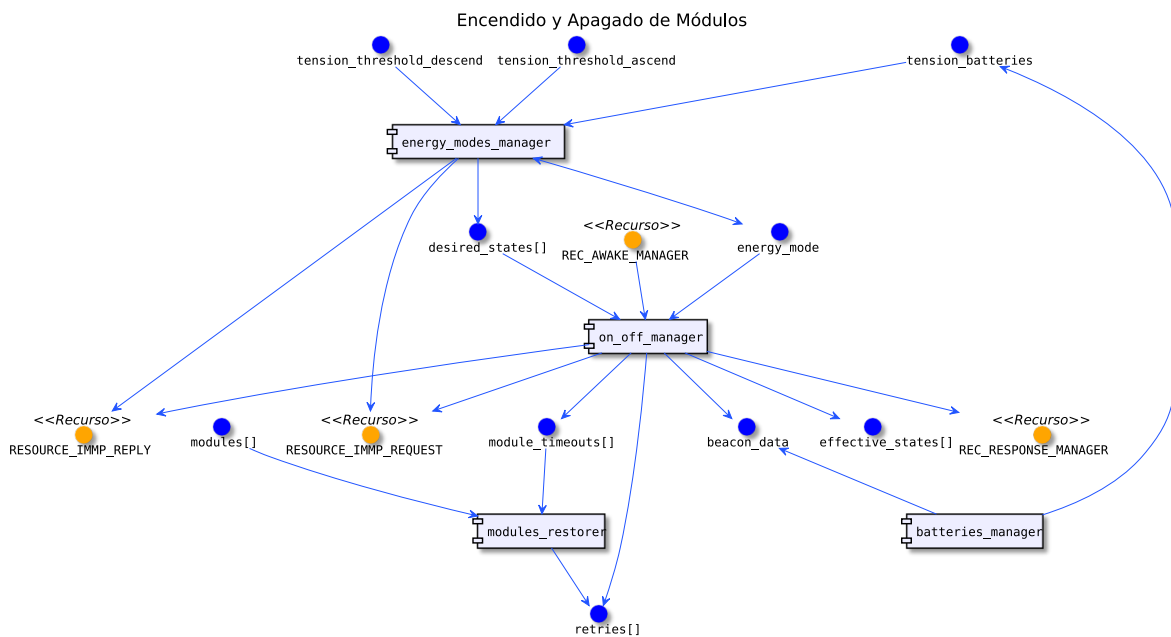 Encendido y Apagado de Módulos
tension_threshold_descend
tension_threshold_ascend
tension_batteries
energy_modes_manager
desired_states[]
<<Recurso>>
REC_AWAKE_MANAGER
energy_mode
on_off_manager
<<Recurso>>
RESOURCE_IMMP_REPLY
modules[]
<<Recurso>>
RESOURCE_IMMP_REQUEST
module_timeouts[]
beacon_data
effective_states[]
<<Recurso>>
REC_RESPONSE_MANAGER
modules_restorer
batteries_manager
retries[]